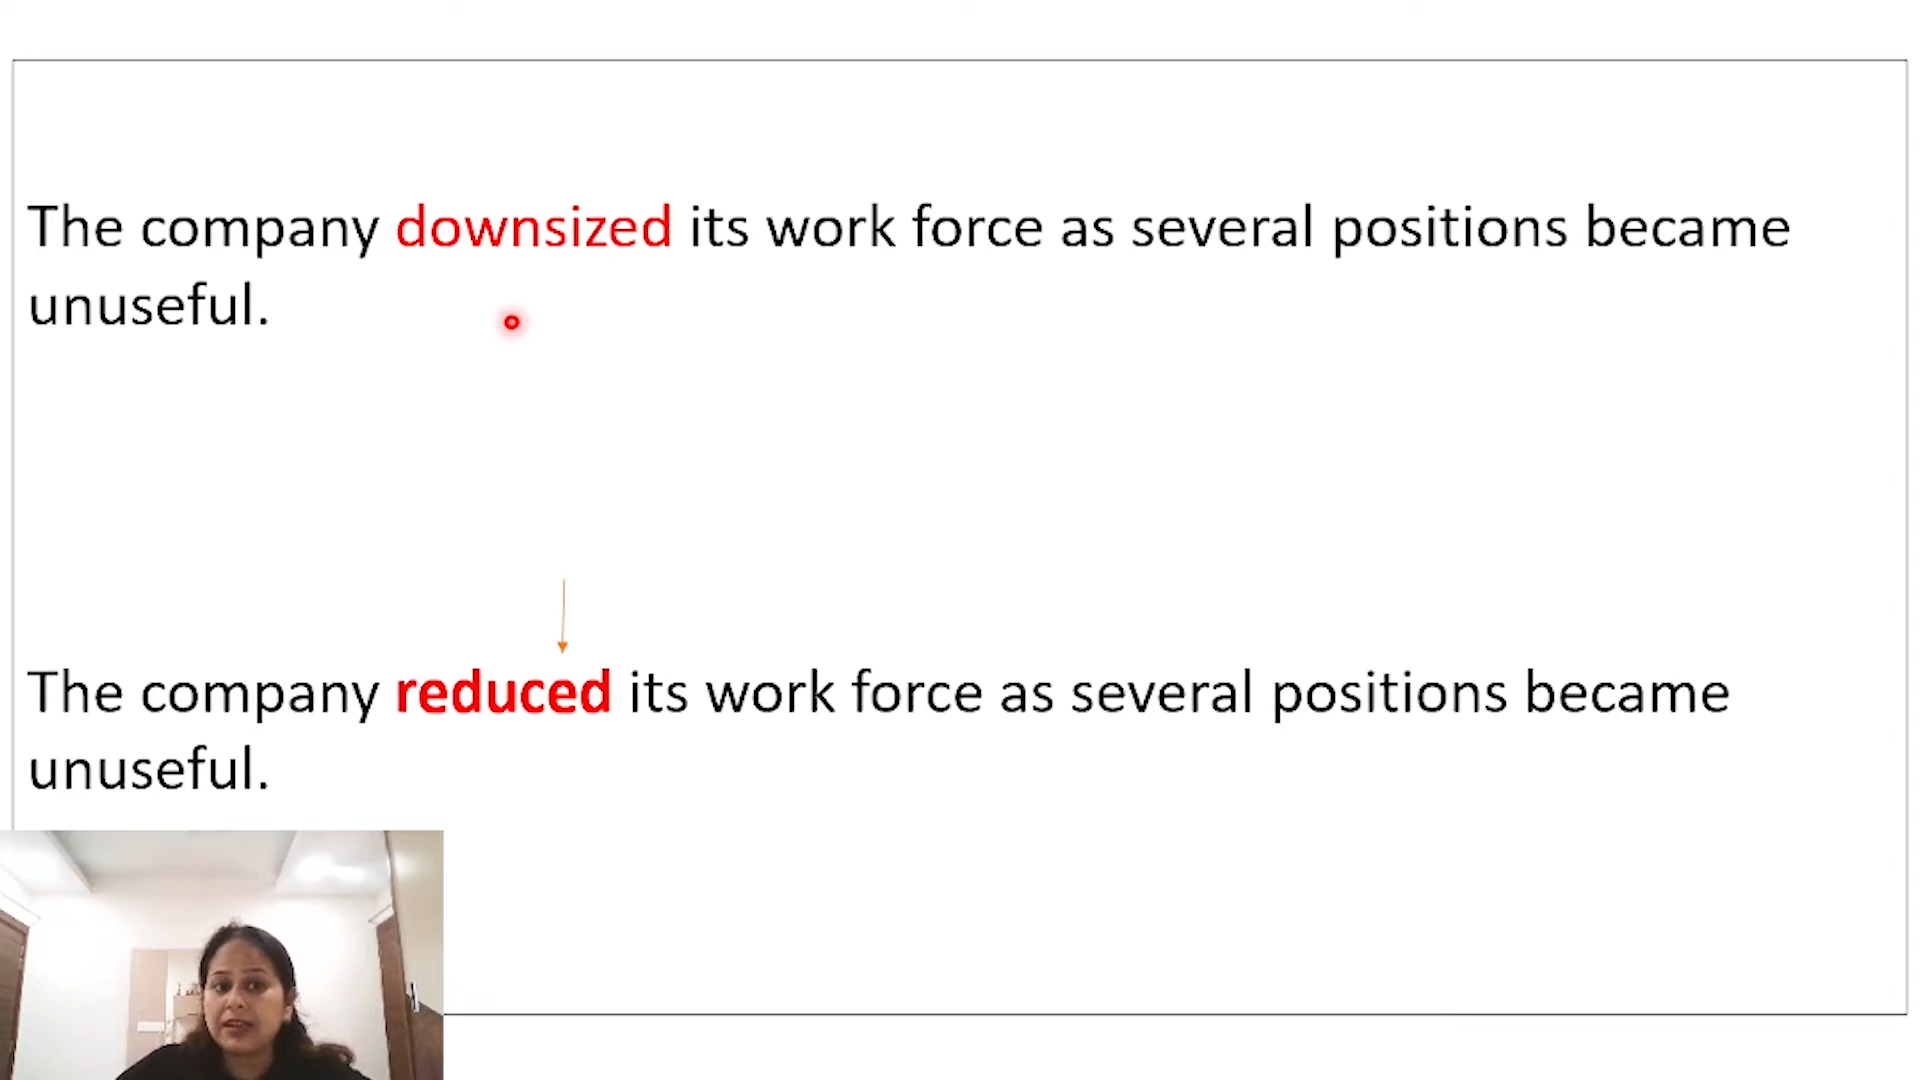 The company downsized its work force as several positions became
unuseful.
The company reduced its work force as several positions became
unuseful.